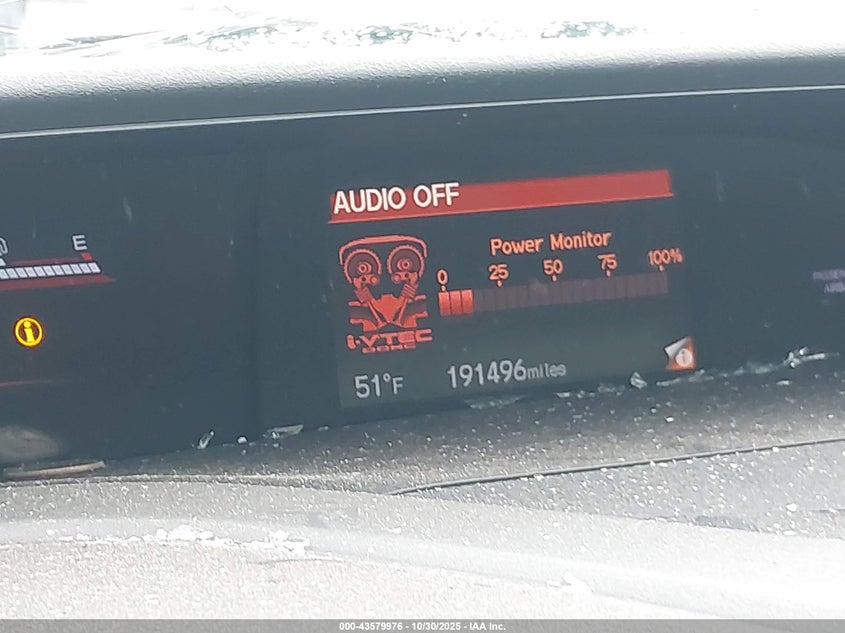 AUDIO OFF
E
Power Monitor
0 25 50 75 100%
i-VTEC
DOHC
51°F 191496miles
000-43579976 - 10/30/2025 - IAA Inc.